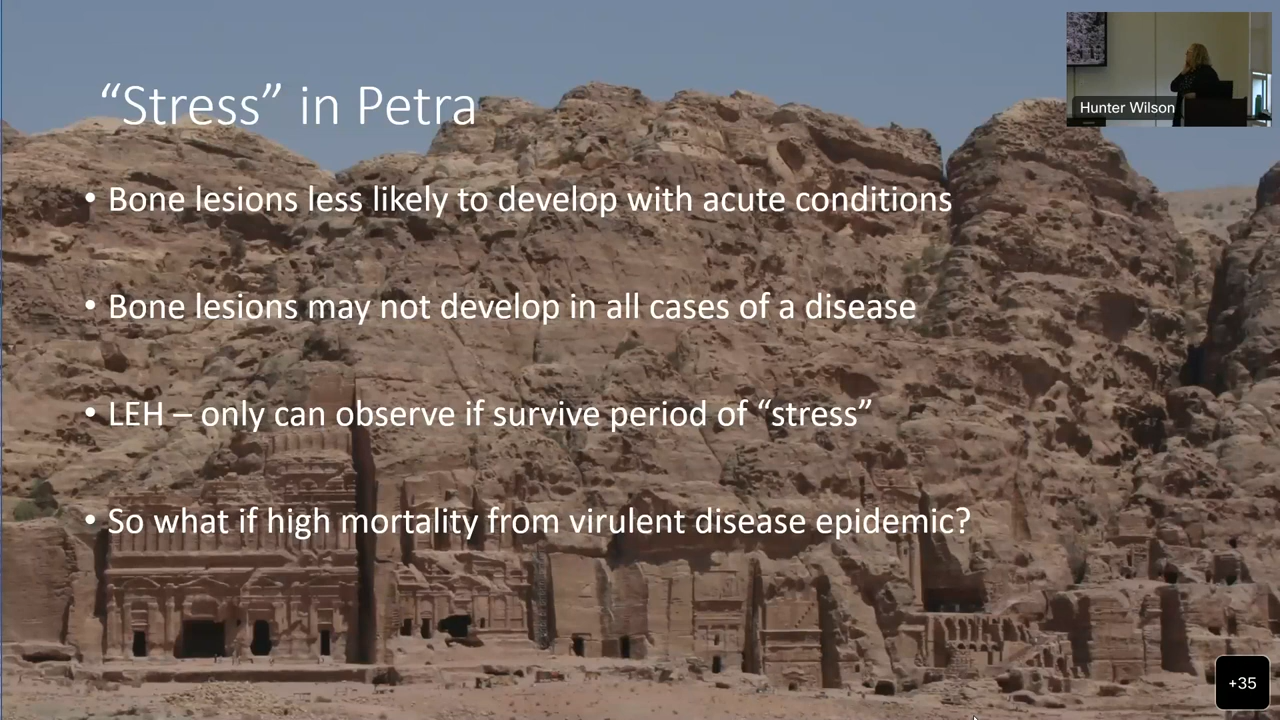 “Stress” in Petra
Hunter Wilson
• Bone lesions less likely to develop with acute conditions
• Bone lesions may not develop in all cases of a disease
• LEH – only can observe if survive period of “stress”
• So what if high mortality from virulent disease epidemic?
+35